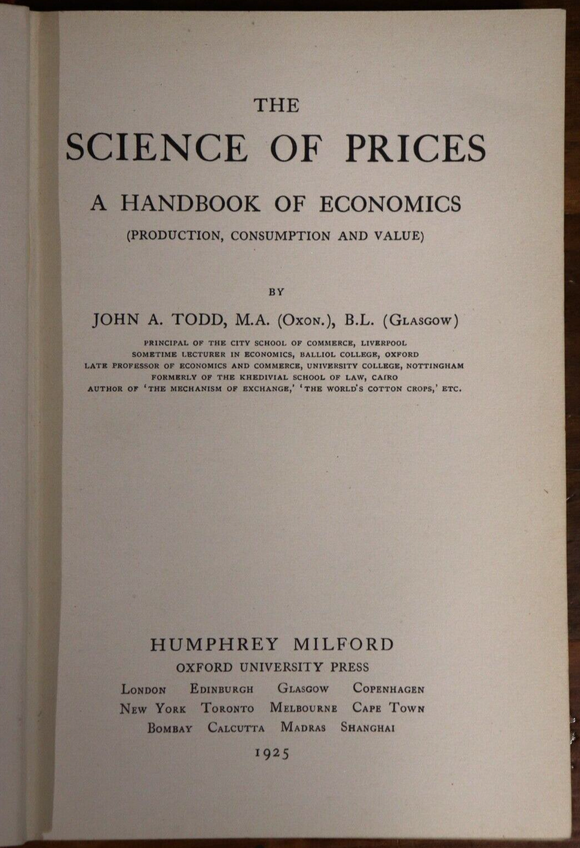 THE
SCIENCE OF PRICES
A HANDBOOK OF ECONOMICS
(PRODUCTION, CONSUMPTION AND VALUE)
BY
JOHN A. TODD, M.A. (OXON.), B.L. (GLASGOW)
PRINCIPAL OF THE CITY SCHOOL OF COMMERCE, LIVERPOOL
SOMETIME LECTURER IN ECONOMICS, BALLIOL COLLEGE, OXFORD
LATE PROFESSOR OF ECONOMICS AND COMMERCE, UNIVERSITY COLLEGE, NOTTINGHAM
FORMERLY OF THE KHEDIVIAL SCHOOL OF LAW, CAIRO
AUTHOR OF 'THE MECHANISM OF EXCHANGE,' 'THE WORLD'S COTTON CROPS,' ETC.
HUMPHREY MILFORD
OXFORD UNIVERSITY PRESS
LONDON EDINBURGH GLASGOW COPENHAGEN
NEW YORK TORONTO MELBOURNE CAPE TOWN
BOMBAY CALCUTTA MADRAS SHANGHAI
1925